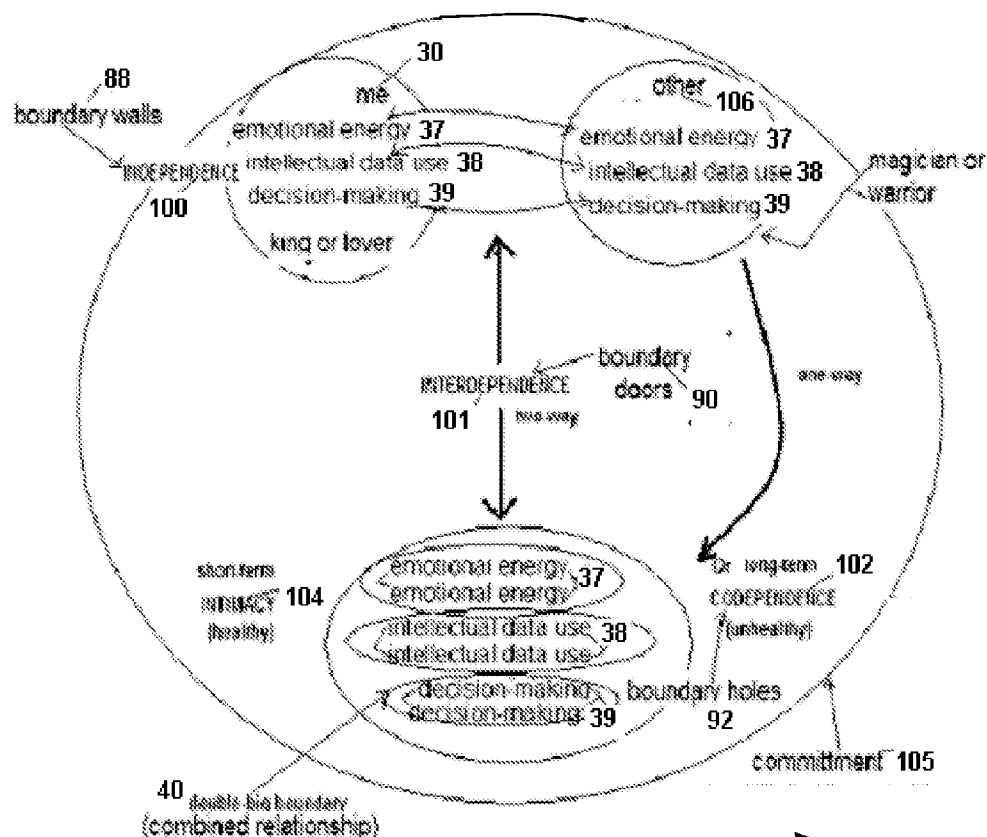 88
boundary walls
INDEPENDENCE
100
30
me
emotional energy 37
intellectual data use 38
decision-making 39
king or lover
other
106
emotional energy 37
intellectual data use 38
decision-making 39
magician or
warrior
boundary
doors
90
INTERDEPENDENCE
101
two-way
one-way
short-term
INTIMACY 104
(healthy)
emotional energy
emotional energy
37
intellectual data use
intellectual data use
38
decision-making
decision-making
39
Or long-term 102
CODEPENDENCE
(unhealthy)
boundary holes
92
committment 105
40 double big boundary
(combined relationship)